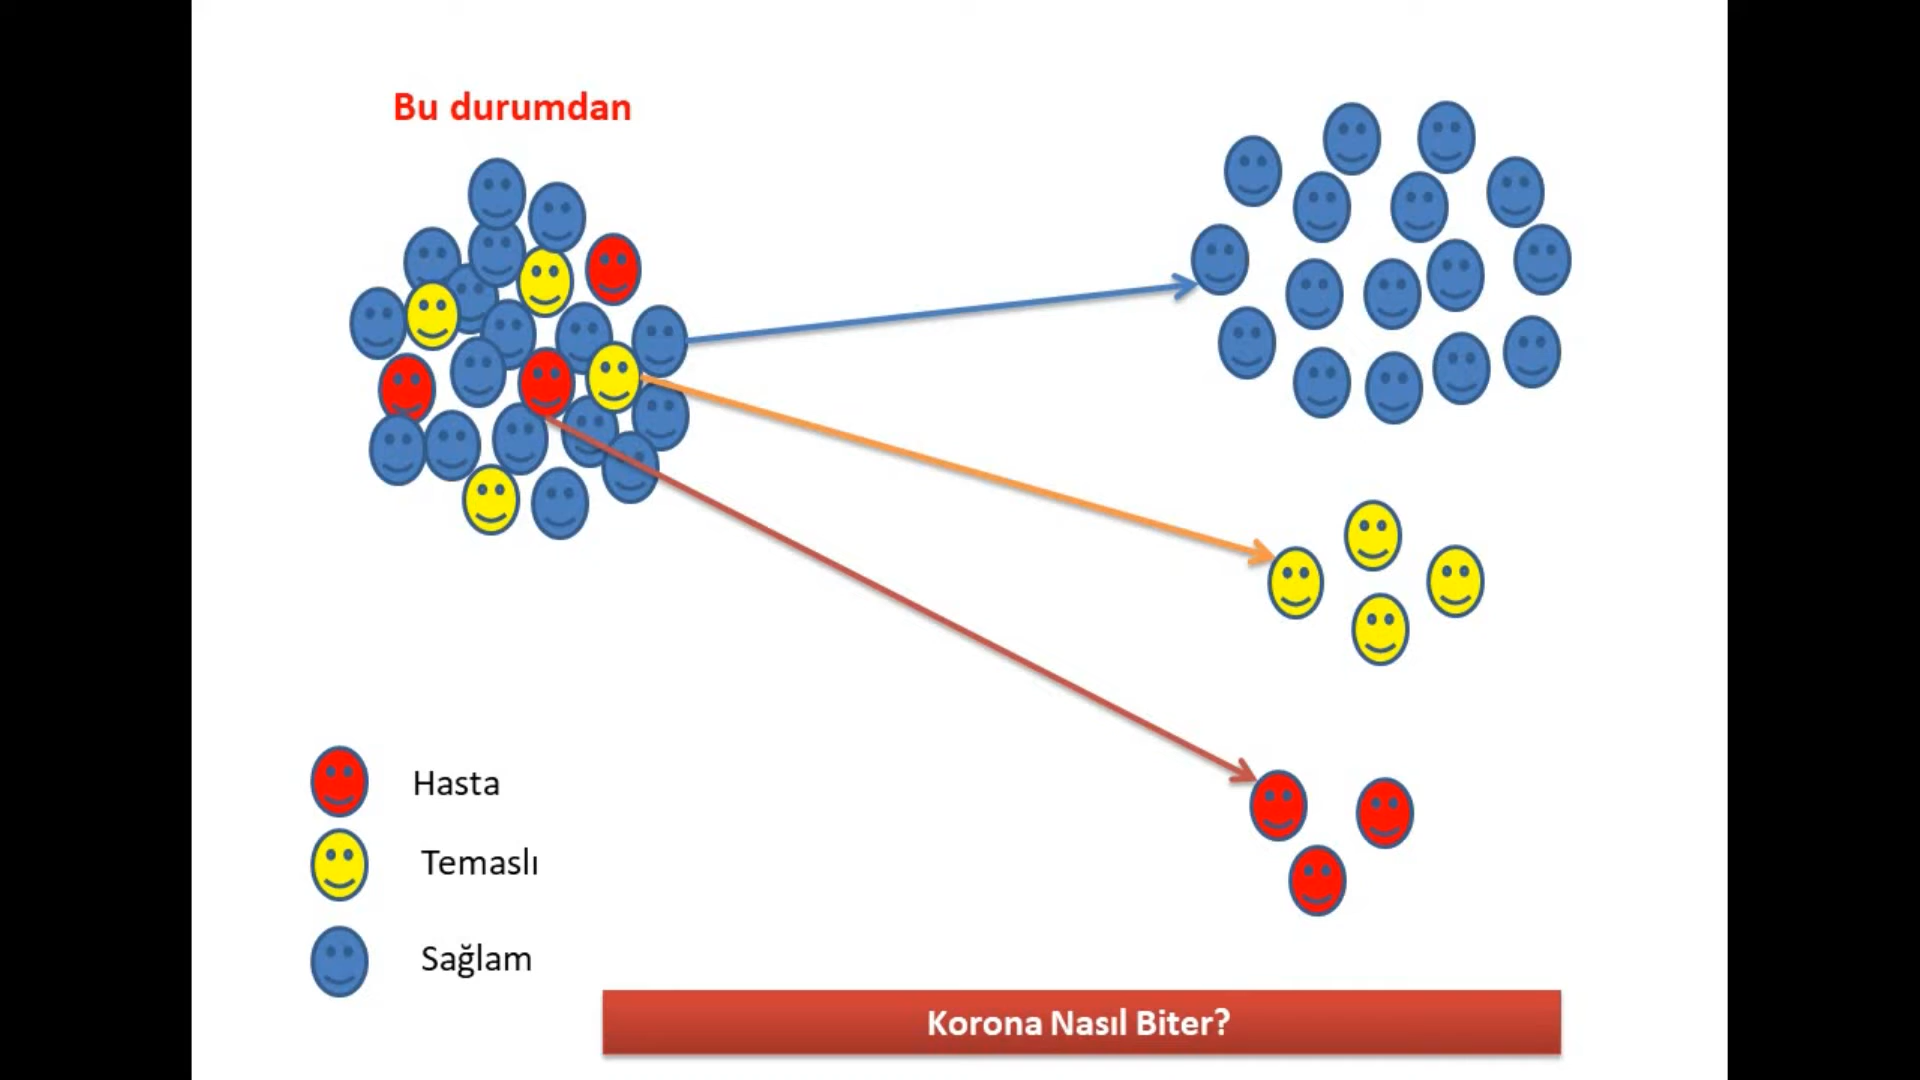 Bu durumdan
Hasta
Temaslı
Sağlam
Korona Nasıl Biter?